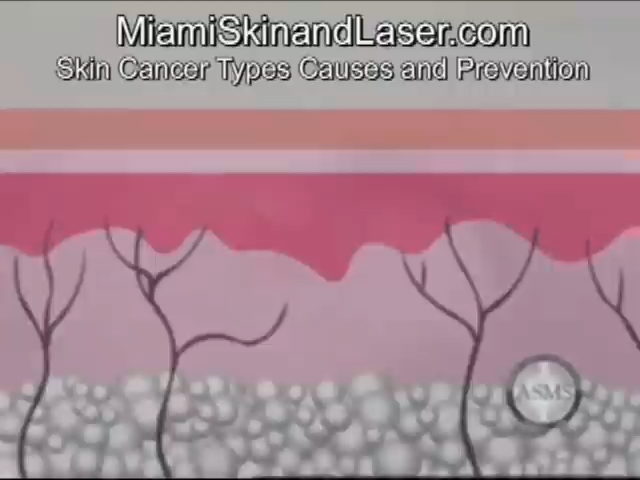 MiamiSkinandLaser.com
Skin Cancer Types Causes and Prevention
ASMS